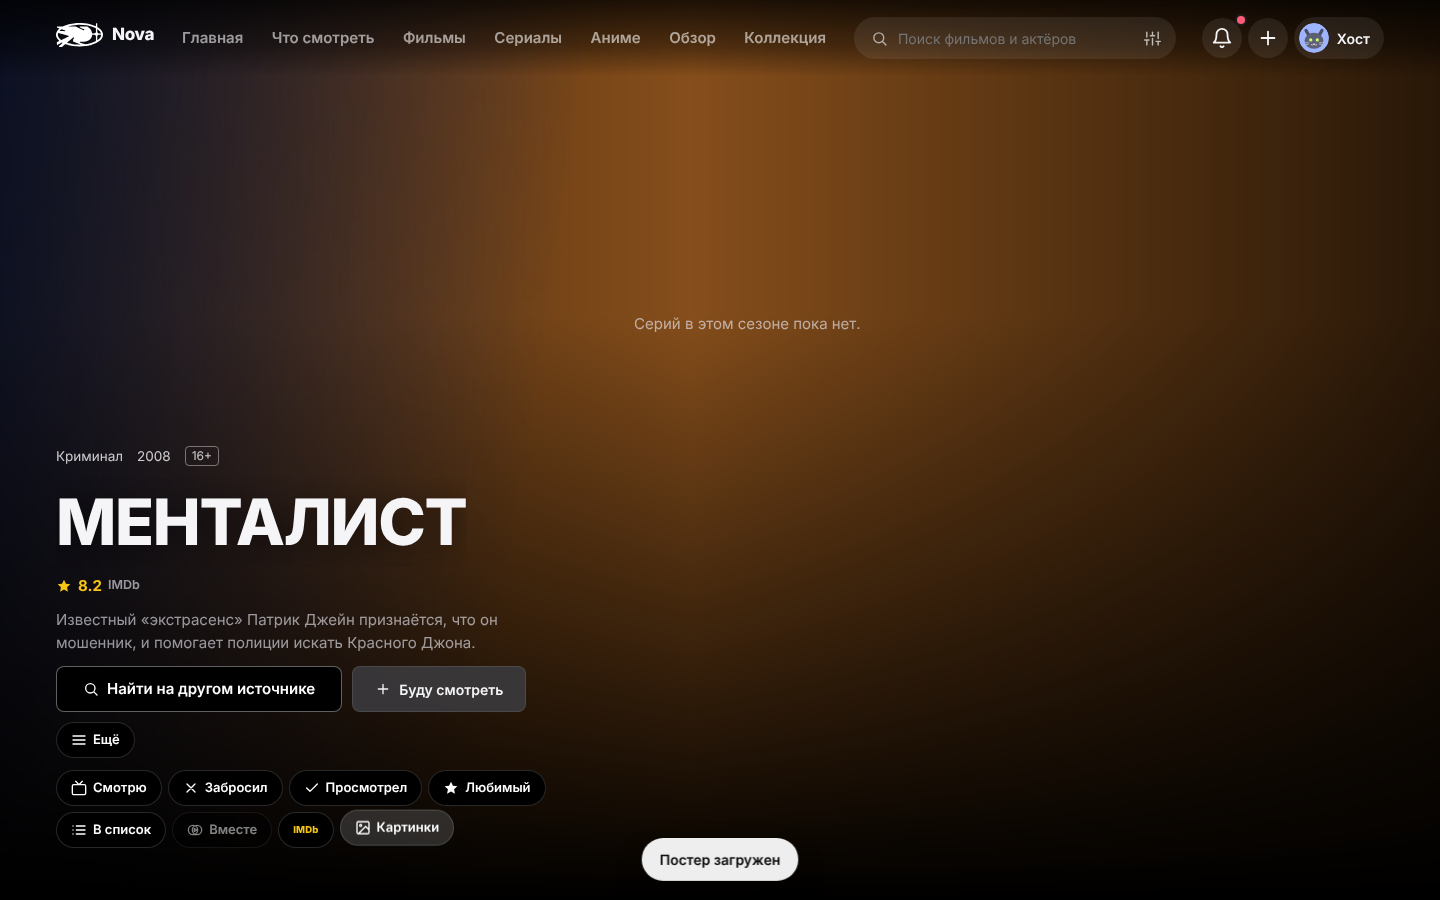 Nova
Главная
Что смотреть
Фильмы
Сериалы
Аниме
Обзор
Коллекция
Поиск фильмов и актёров
Хост
Серий в этом сезоне пока нет.
Криминал 2008 16+
МЕНТАЛИСТ
8.2 IMDb
Известный «экстрасенс» Патрик Джейн признаётся, что он
мошенник, и помогает полиции искать Красного Джона.
Найти на другом источнике
Буду смотреть
Ещё
Смотрю
Забросил
Просмотрел
Любимый
В список
Вместе
IMDb
Картинки
Постер загружен